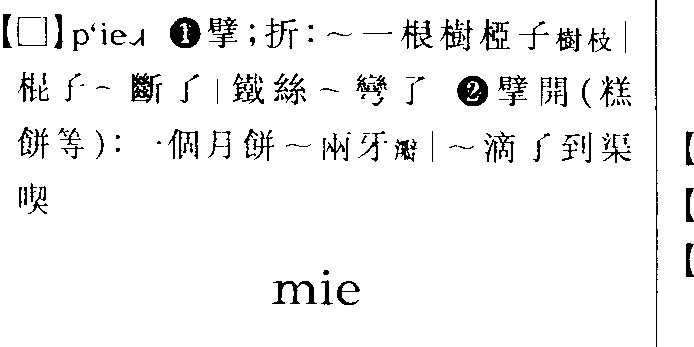 【□】p‘ie˩ ❶擘；折：～一根樹椏子樹枝｜
棍子～斷了｜鐵絲～彎了 ❷擘開（糕
餅等）：一個月餅～兩牙瓣｜～滴了到渠
喫
mie